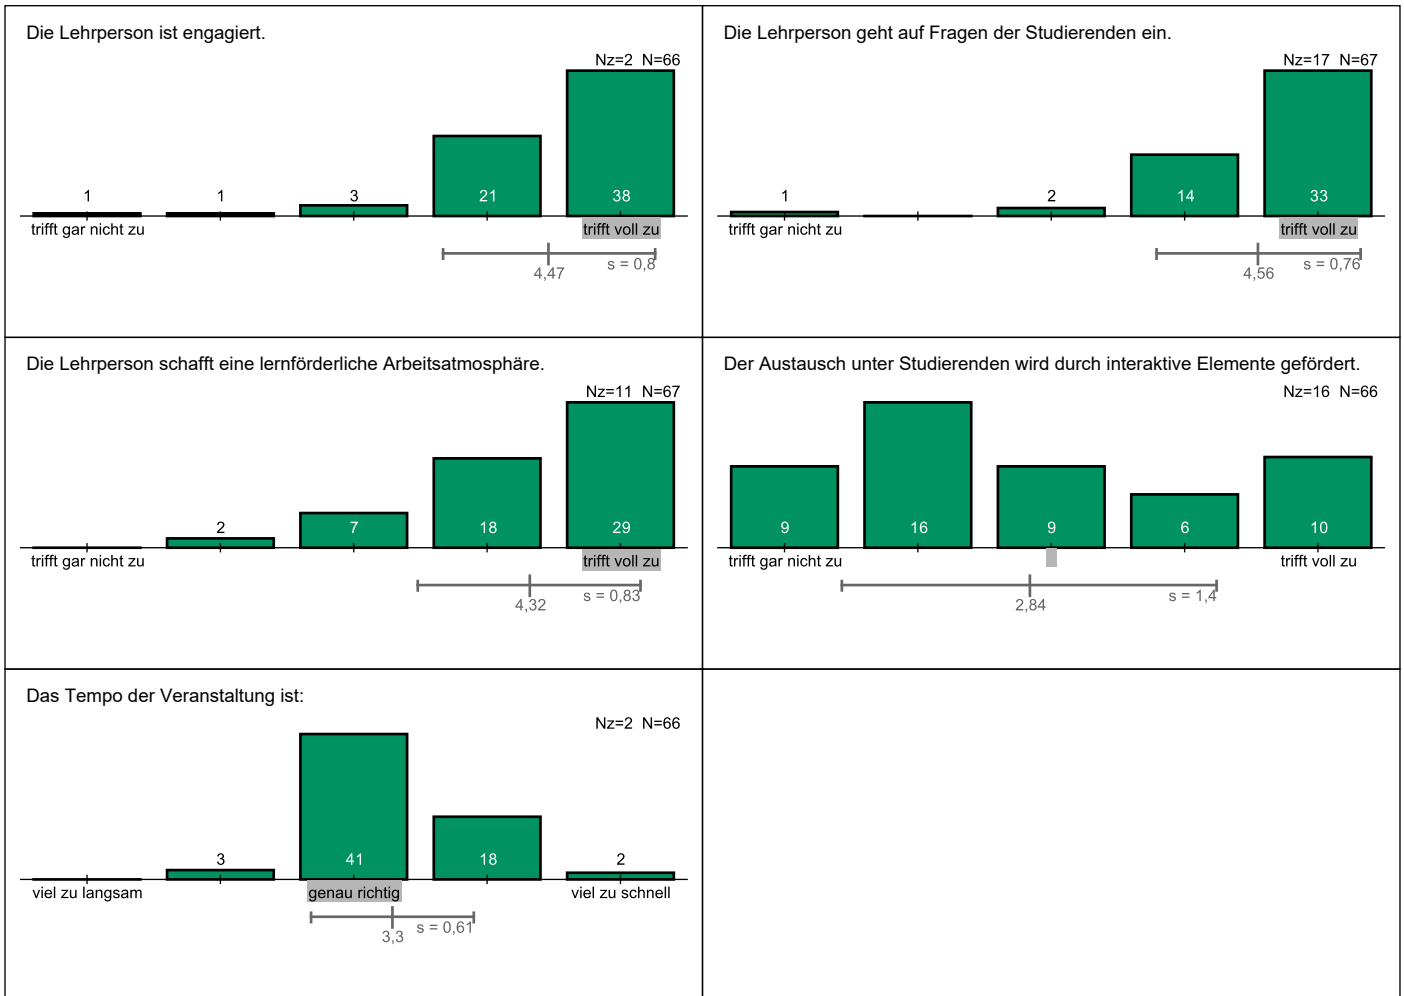 Die Lehrperson ist engagiert.
Nz=2 N=66
1 1 3 21 38
trifft gar nicht zu trifft voll zu
s = 0,8
4,47
Die Lehrperson geht auf Fragen der Studierenden ein.
Nz=17 N=67
1 2 14 33
trifft gar nicht zu trifft voll zu
s = 0,76
4,56
Die Lehrperson schafft eine lernförderliche Arbeitsatmosphäre.
Nz=11 N=67
2 7 18 29
trifft gar nicht zu trifft voll zu
s = 0,83
4,32
Der Austausch unter Studierenden wird durch interaktive Elemente gefördert.
Nz=16 N=66
9 16 9 6 10
trifft gar nicht zu trifft voll zu
s = 1,4
2,84
Das Tempo der Veranstaltung ist:
Nz=2 N=66
3 41 18 2
viel zu langsam genau richtig viel zu schnell
s = 0,61
3,3